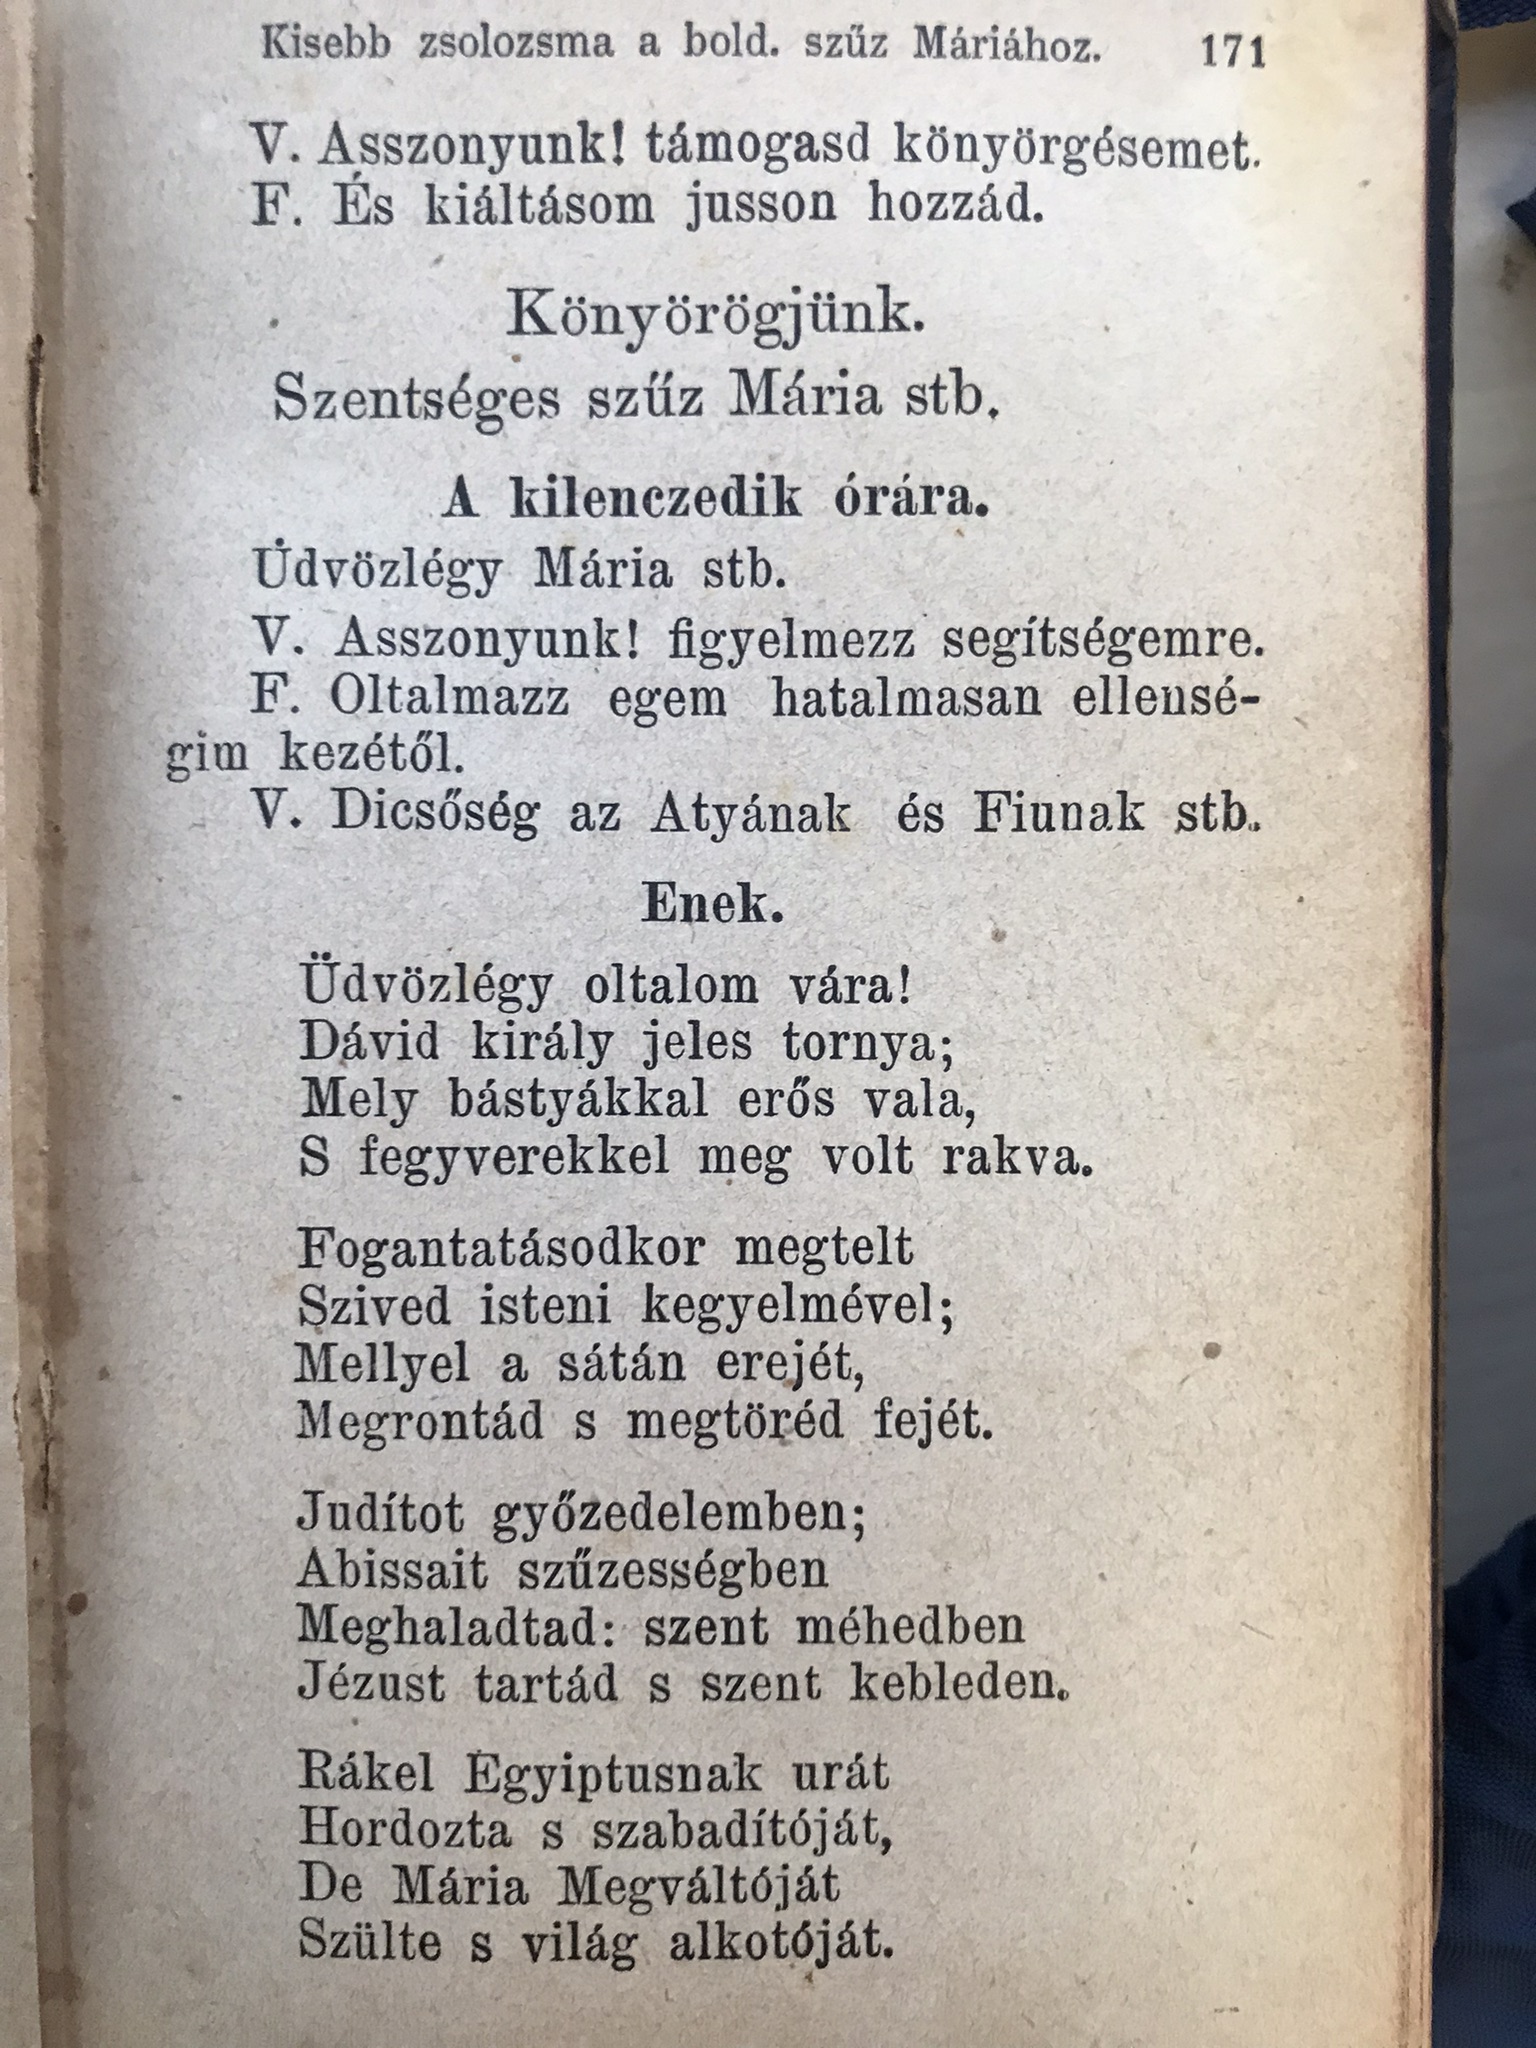 Kisebb zsolozsma a bold. szűz Máriához. 171
V. Asszonyunk! támogasd könyörgésemet.
F. És kiáltásom jusson hozzád.
Könyörögjünk.
Szentséges szűz Mária stb.
A kilenczedik órára.
Üdvözlégy Mária stb.
V. Asszonyunk! figyelmezz segítségemre.
F. Oltalmazz egem hatalmasan ellensé-
gim kezétől.
V. Dicsőség az Atyának és Fiunak stb.
Enek.
Üdvözlégy oltalom vára!
Dávid király jeles tornya;
Mely bástyákkal erős vala,
S fegyverekkel meg volt rakva.
Fogantatásodkor megtelt
Szived isteni kegyelmével;
Mellyel a sátán erejét,
Megrontád s megtöréd fejét.
Judítot győzedelemben;
Abissait szűzességben
Meghaladtad: szent méhedben
Jézust tartád s szent kebleden.
Rákel Egyiptusnak urát
Hordozta s szabadítóját,
De Mária Megváltóját
Szülte s világ alkotóját.